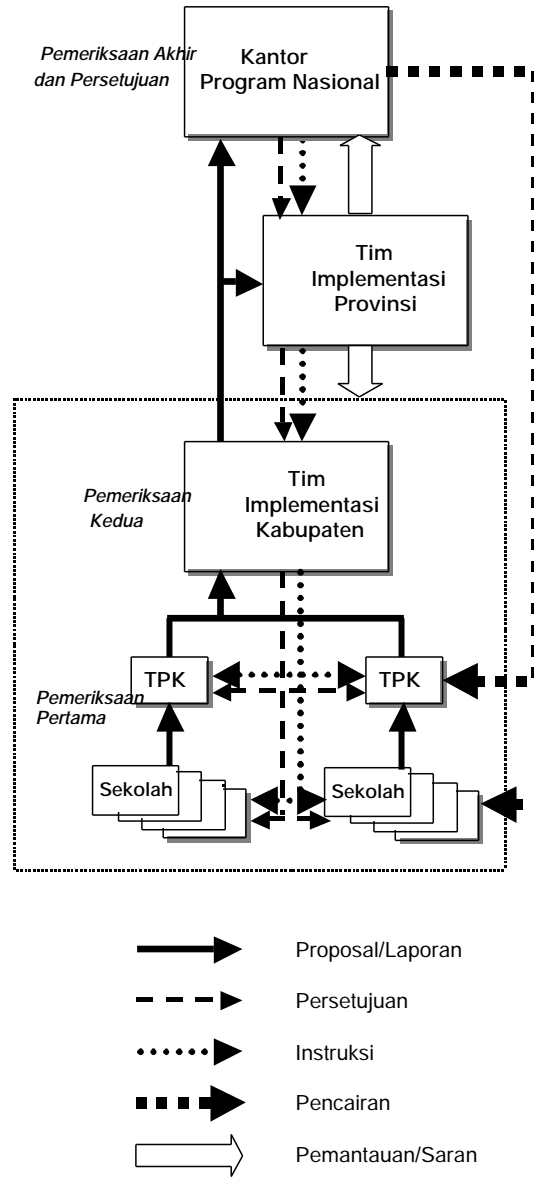 Pemeriksaan Akhir
dan Persetujuan
Kantor
Program Nasional
Tim
Implementasi
Provinsi
Pemeriksaan
Kedua
Tim
Implementasi
Kabupaten
TPK
TPK
Pemeriksaan
Pertama
Sekolah
Sekolah
Proposal/Laporan
Persetujuan
Instruksi
Pencairan
Pemantauan/Saran